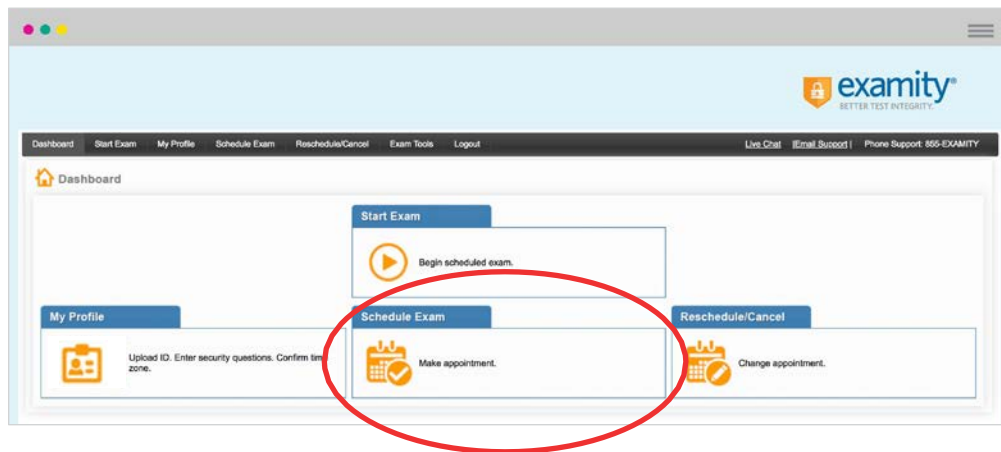 examity®
BETTER TEST INTEGRITY.
Dashboard Start Exam My Profile Schedule Exam Reschedule/Cancel Exam Tools Logout Live Chat |Email Support| Phone Support: 855-EXAMITY
Dashboard
Start Exam
Begin scheduled exam.
My Profile
Upload ID. Enter security questions. Confirm tim
zone.
Schedule Exam
Make appointment.
Reschedule/Cancel
Change appointment.